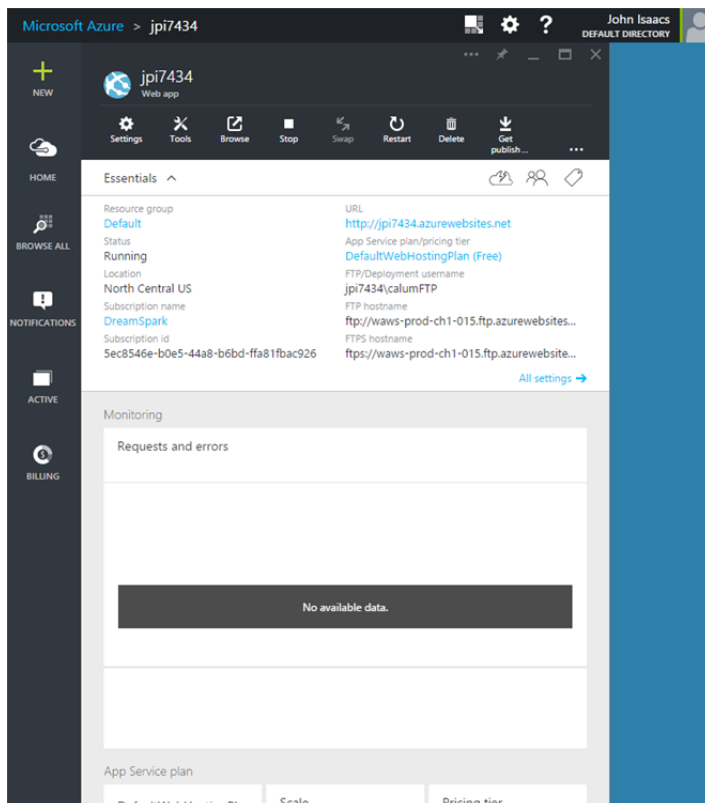 Microsoft Azure > jpi7434
John Isaacs
DEFAULT DIRECTORY
NEW
HOME
BROWSE ALL
NOTIFICATIONS
ACTIVE
BILLING
jpi7434
Web app
Settings
Tools
Browse
Stop
Swap
Restart
Delete
Get
publish...
Essentials
Resource group
Default
Status
Running
Location
North Central US
Subscription name
DreamSpark
Subscription id
5ec8546e-b0e5-44a8-b6bd-ffa81fbac926
URL
http://jpi7434.azurewebsites.net
App Service plan/pricing tier
DefaultWebHostingPlan (Free)
FTP/Deployment username
jpi7434\calumFTP
FTP hostname
ftp://waws-prod-ch1-015.ftp.azurewebsites...
FTPS hostname
ftps://waws-prod-ch1-015.ftp.azurewebsite...
All settings →
Monitoring
Requests and errors
No available data.
App Service plan
Scale
Pricing tier